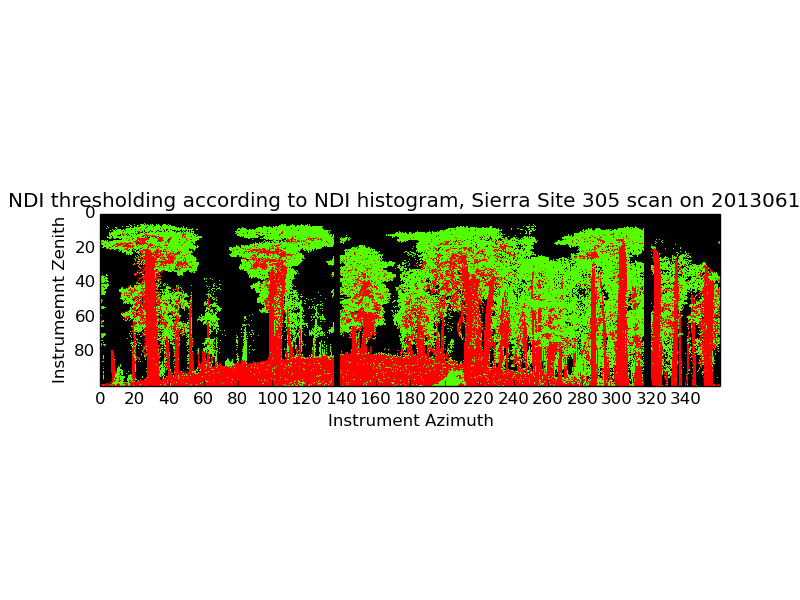 NDI thresholding according to NDI histogram, Sierra Site 305 scan on 2013061
0
20
40
60
80
Instrumemnt Zenith
0 20 40 60 80 100 120 140 160 180 200 220 240 260 280 300 320 340
Instrument Azimuth